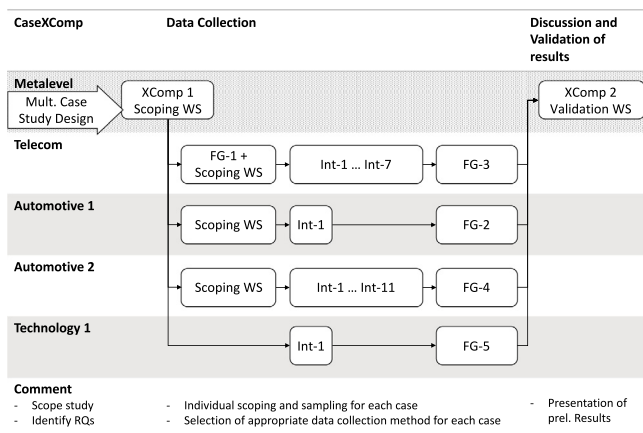 CaseXComp
Data Collection
Discussion and
Validation of
results
Metalevel
Mult. Case
Study Design
XComp 1
Scoping WS
XComp 2
Validation WS
Telecom
FG-1 +
Scoping WS
Int-1 ... Int-7
FG-3
Automotive 1
Scoping WS
Int-1
FG-2
Automotive 2
Scoping WS
Int-1 ... Int-11
FG-4
Technology 1
Int-1
FG-5
Comment
- Scope study
- Identify RQs
- Individual scoping and sampling for each case
- Selection of appropriate data collection method for each case
- Presentation of
prel. Results